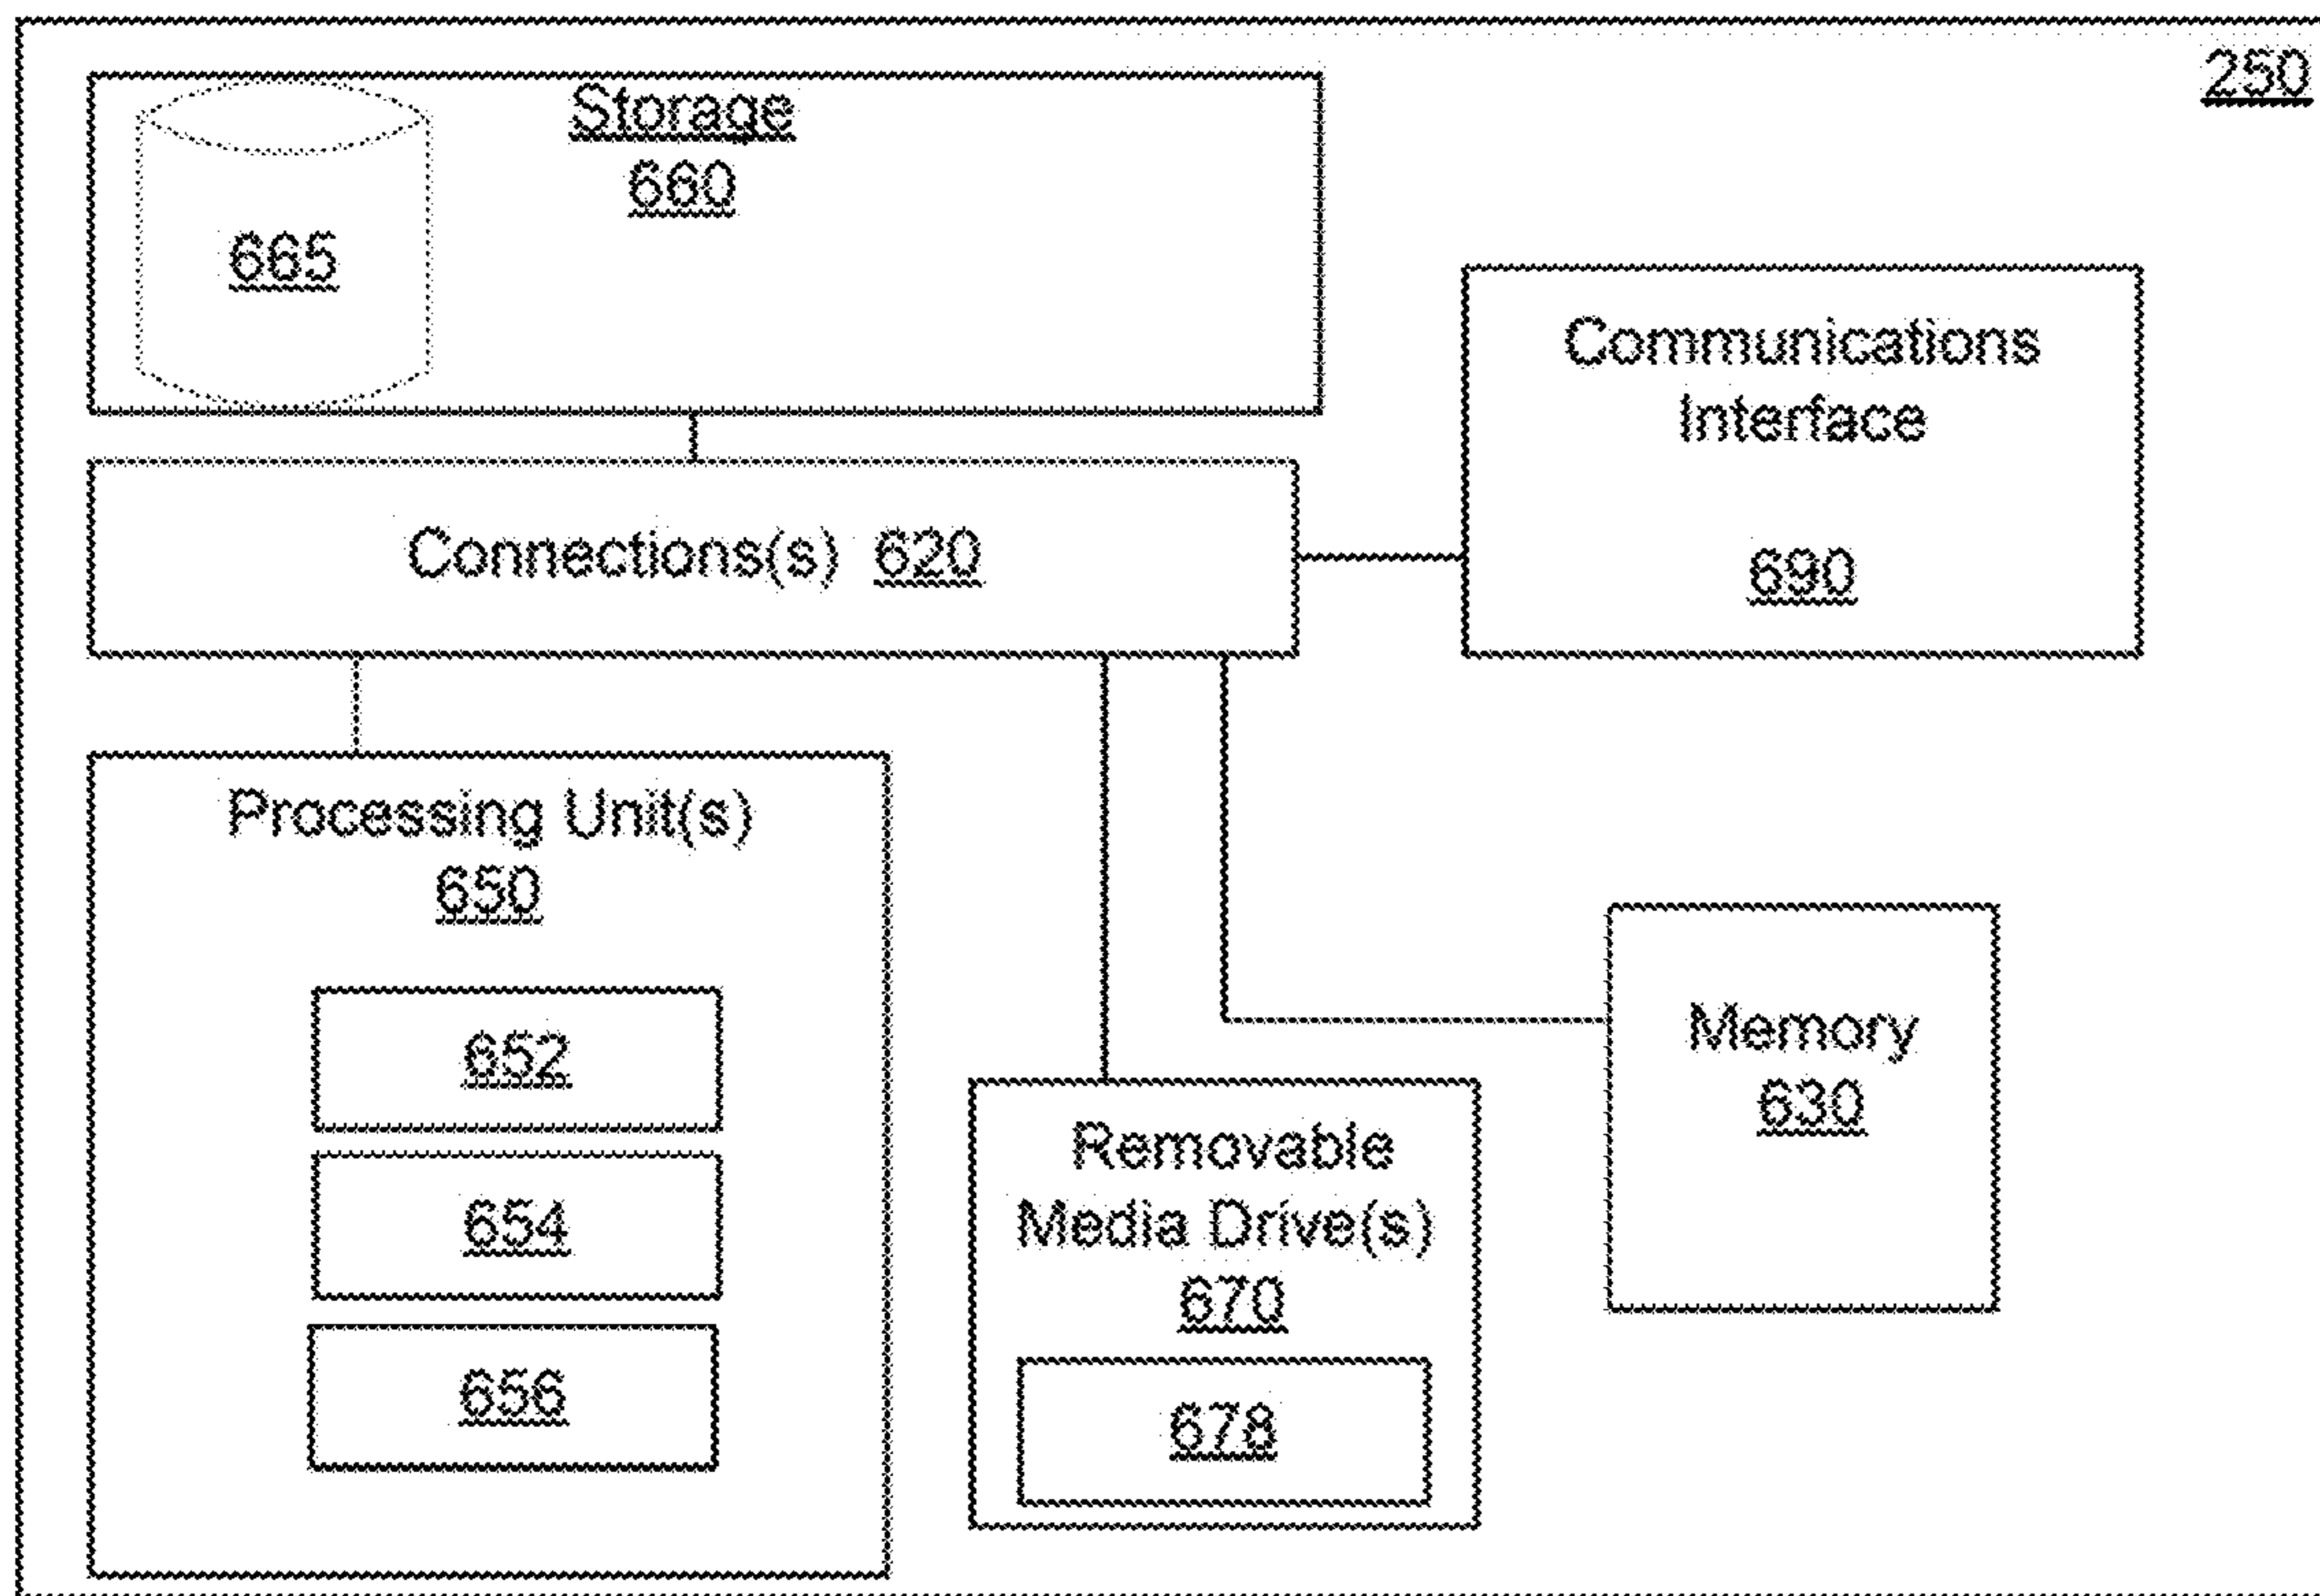 250
Storage
660
665
Communications
Interface
690
Connections(s) 620
Processing Unit(s)
650
652
654
656
Removable
Media Drive(s)
670
678
Memory
630